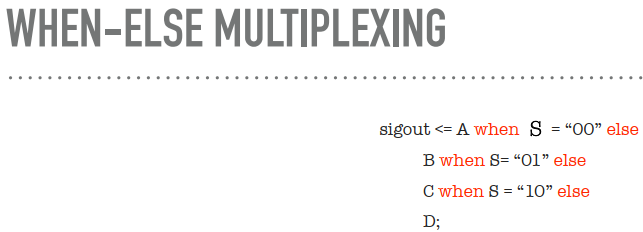 WHEN-ELSE MULTIPLEXING
sigout <= A when S = “00” else
B when S= “01” else
C when S = “10” else
D;